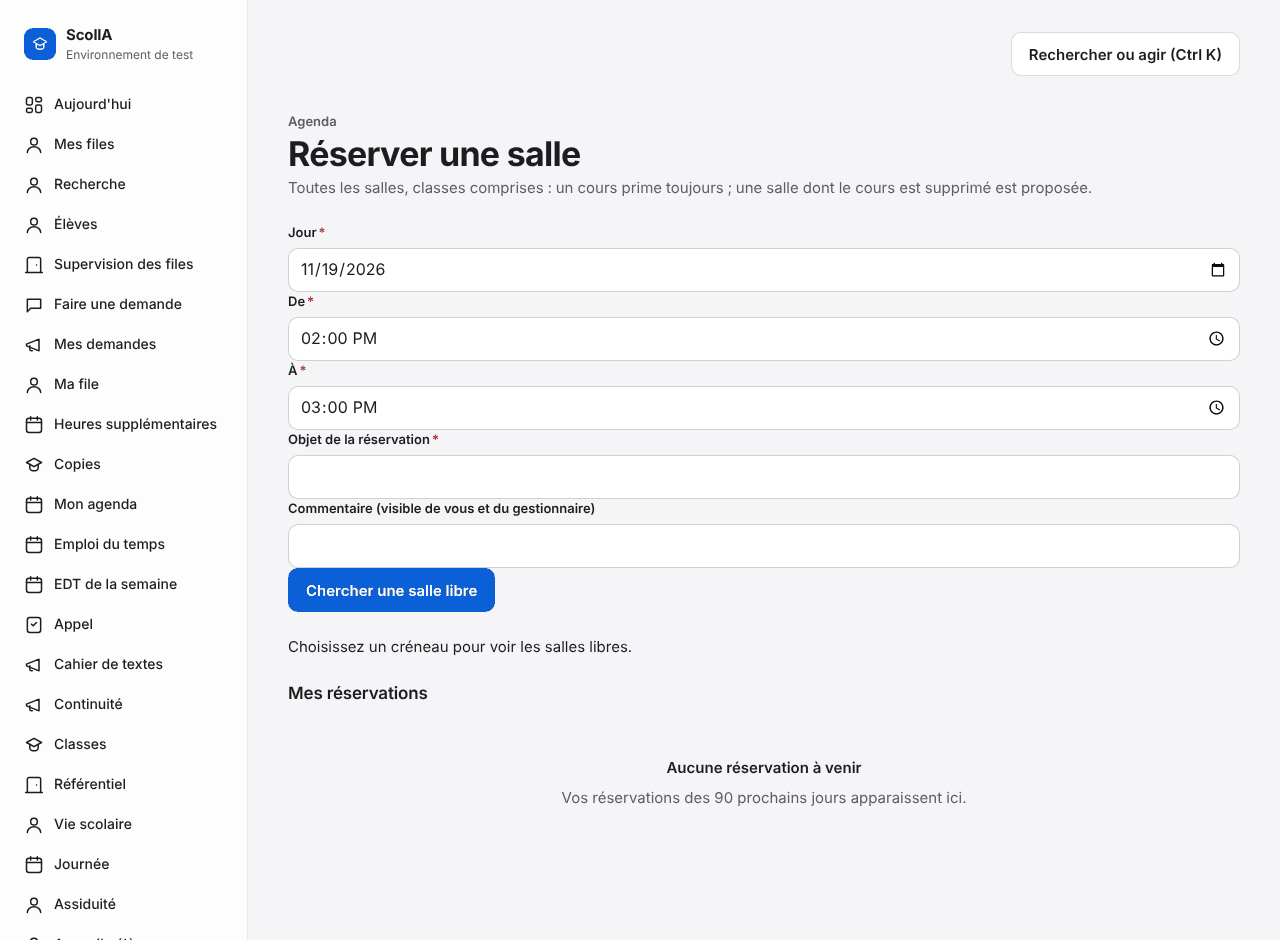 ScolIA
Environnement de test
Aujourd'hui
Mes files
Recherche
Élèves
Supervision des files
Faire une demande
Mes demandes
Ma file
Heures supplémentaires
Copies
Mon agenda
Emploi du temps
EDT de la semaine
Appel
Cahier de textes
Continuité
Classes
Référentiel
Vie scolaire
Journée
Assiduité
Rechercher ou agir (Ctrl K)
Agenda
Réserver une salle
Toutes les salles, classes comprises : un cours prime toujours ; une salle dont le cours est supprimé est proposée.
Jour *
11/19/2026
De *
02:00 PM
À *
03:00 PM
Objet de la réservation *
Commentaire (visible de vous et du gestionnaire)
Chercher une salle libre
Choisissez un créneau pour voir les salles libres.
Mes réservations
Aucune réservation à venir
Vos réservations des 90 prochains jours apparaissent ici.